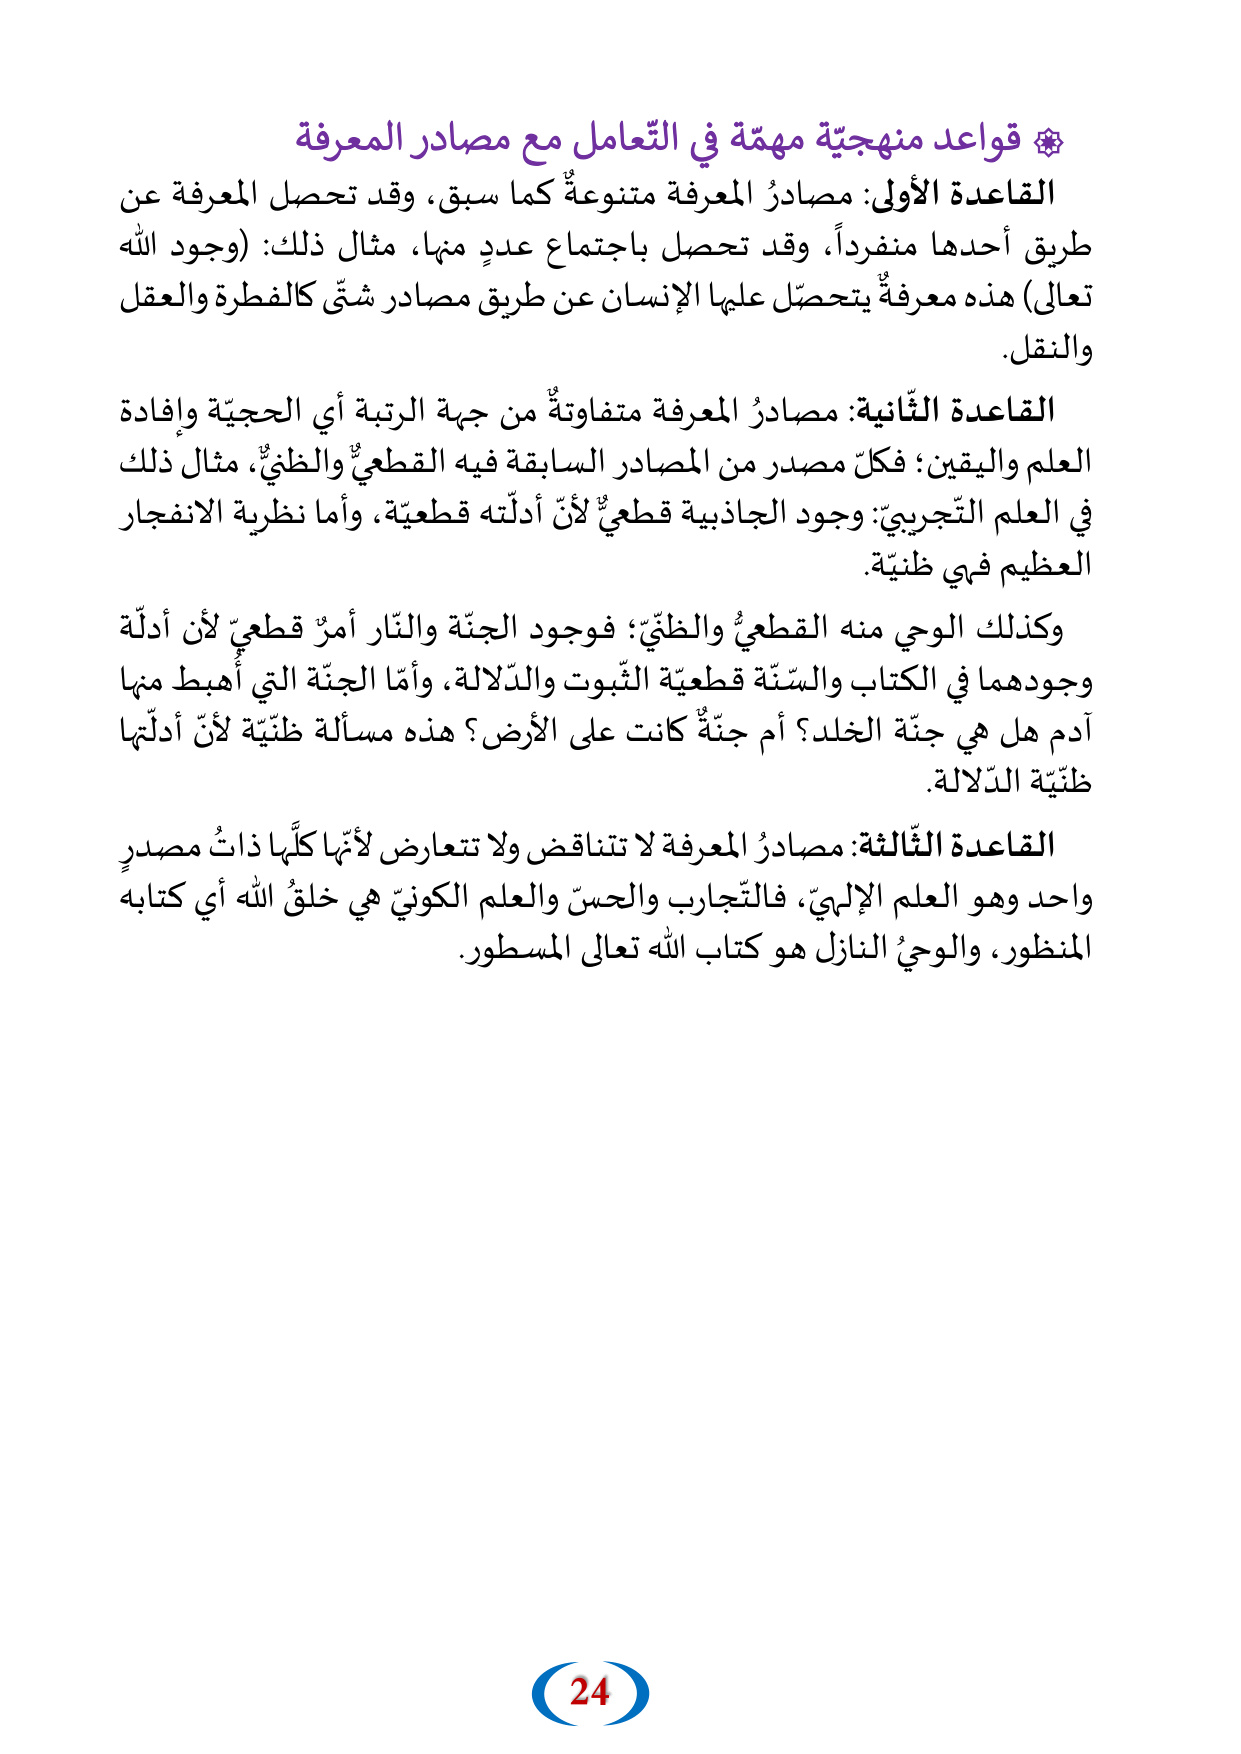 ۞ قواعد منهجيّة مهمّة في التّعامل مع مصادر المعرفة
القاعدة الأولى: مصادرُ المعرفة متنوعةٌ كما سبق، وقد تحصل المعرفة عن
طريق أحدها منفرداً، وقد تحصل باجتماع عددٍ منها، مثال ذلك: (وجود الله
تعالى) هذه معرفةٌ يتحصّل عليها الإنسان عن طريق مصادر شتّى كالفطرة والعقل
والنقل.
القاعدة الثّانية: مصادرُ المعرفة متفاوتةٌ من جهة الرتبة أي الحجيّة وإفادة
العلم واليقين؛ فكلّ مصدر من المصادر السابقة فيه القطعيٌّ والظنيٌّ، مثال ذلك
في العلم التّجريبيّ: وجود الجاذبية قطعيٌّ لأنّ أدلّته قطعيّة، وأما نظرية الانفجار
العظيم فهي ظنيّة.
وكذلك الوحي منه القطعيُّ والظنّيّ؛ فوجود الجنّة والنّار أمرٌ قطعيّ لأن أدلّة
وجودهما في الكتاب والسّنّة قطعيّة الثّبوت والدّلالة، وأمّا الجنّة التي أُهبط منها
آدم هل هي جنّة الخلد؟ أم جنّةٌ كانت على الأرض؟ هذه مسألة ظنّيّة لأنّ أدلّتها
ظنّيّة الدّلالة.
القاعدة الثّالثة: مصادرُ المعرفة لا تتناقض ولا تتعارض لأنّها كلَّها ذاتُ مصدرٍ
واحد وهو العلم الإلهيّ، فالتّجارب والحسّ والعلم الكونيّ هي خلقُ الله أي كتابه
المنظور، والوحيُ النازل هو كتاب الله تعالى المسطور.
24